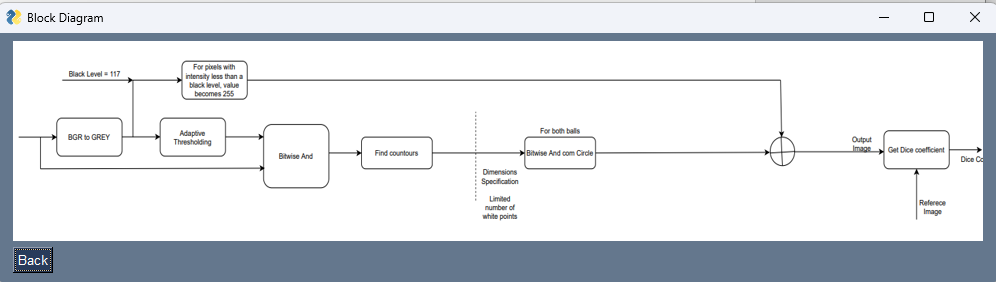 Block Diagram
Black Level = 117
For pixels with
intensity less than a
black level, value
becomes 255
BGR to GREY
Adaptive
Thresholding
Bitwise And
Find countours
Dimensions
Specification
Limited
number of
white points
For both balls
Bitwise And com Circle
Output
Image
Get Dice coefficient
Dice Co
Referece
Image
Back